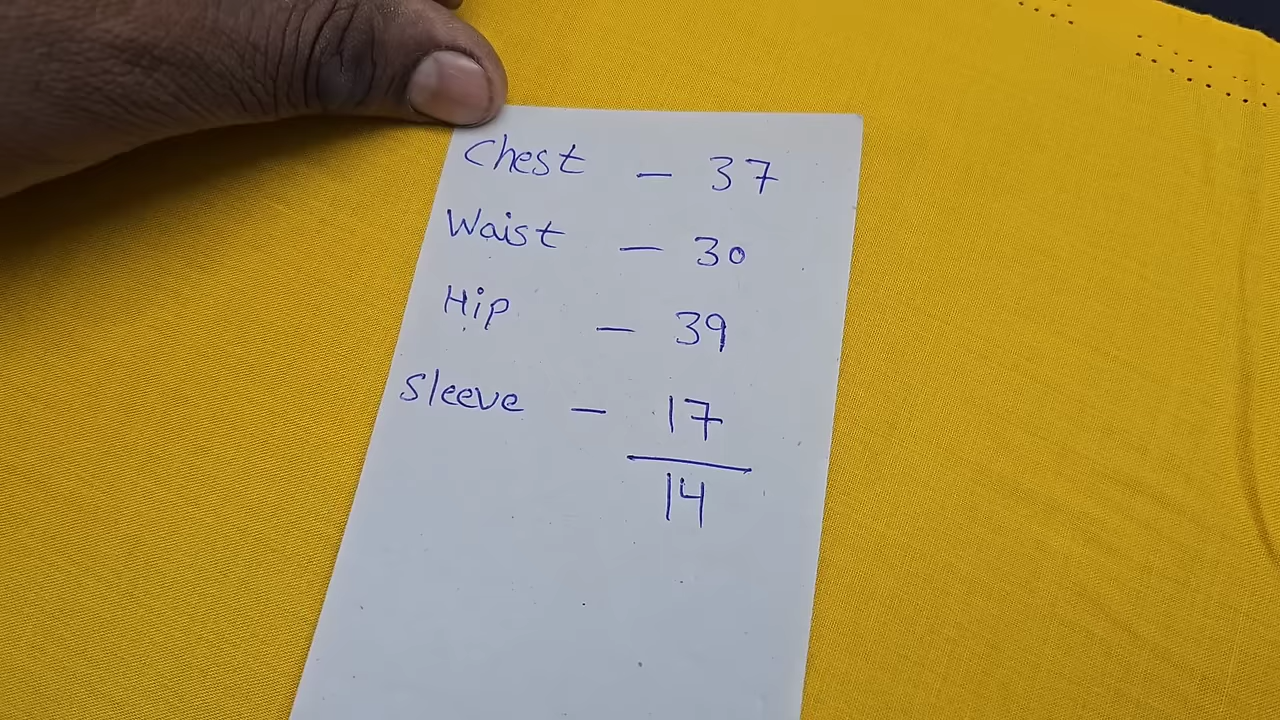 Chest – 37
Waist – 30
Hip – 39
Sleeve – 17
14